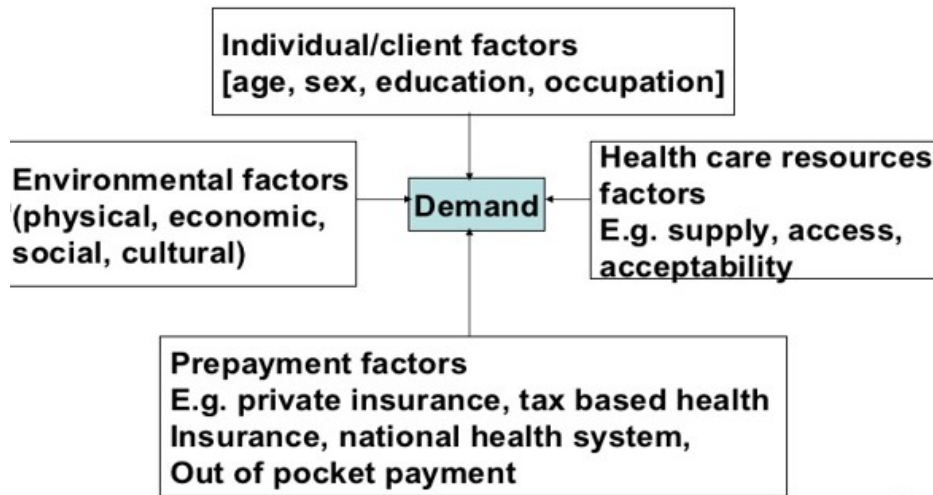 Individual/client factors
[age, sex, education, occupation]
Environmental factors
(physical, economic,
social, cultural)
Demand
Health care resources
factors
E.g. supply, access,
acceptability
Prepayment factors
E.g. private insurance, tax based health
Insurance, national health system,
Out of pocket payment